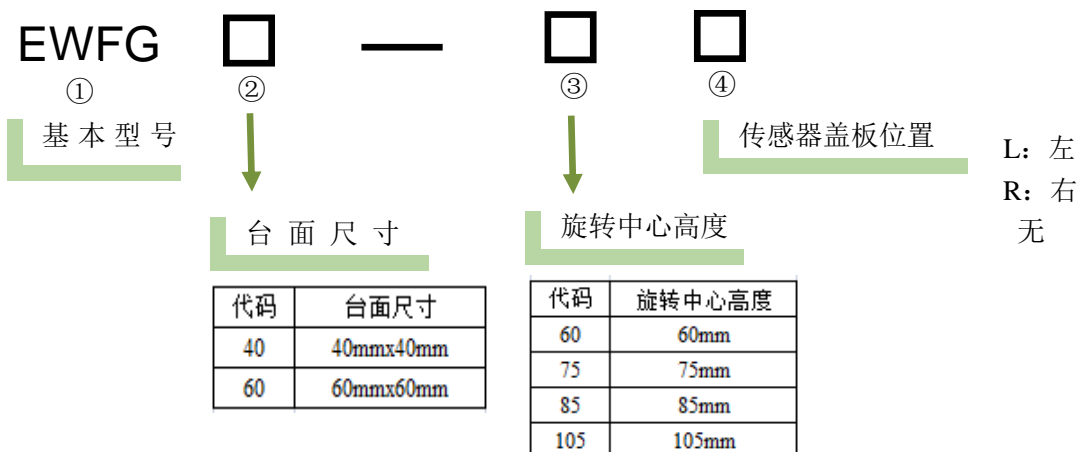 EWFG □ — □ □
① ② ③ ④
基本型号
传感器盖板位置
L：左
R：右
无
台面尺寸
旋转中心高度
代码 台面尺寸
40 40mmx40mm
60 60mmx60mm
代码 旋转中心高度
60 60mm
75 75mm
85 85mm
105 105mm